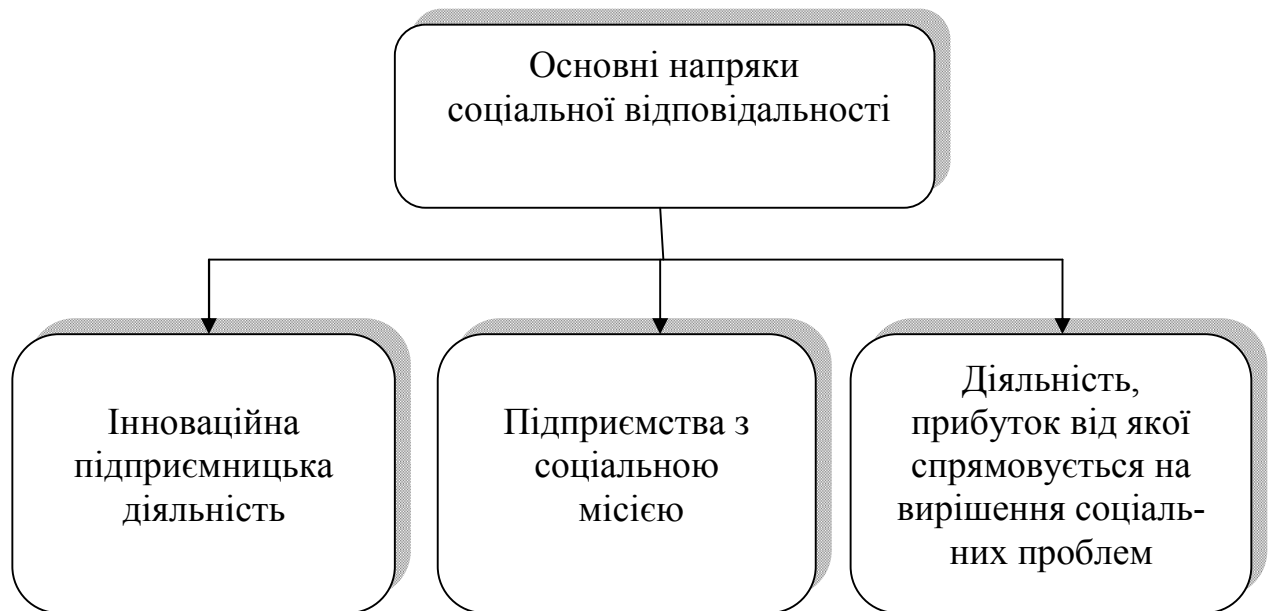 Основні напряки
соціальної відповідальності
Інноваційна
підприємницька
діяльність
Підприємства з
соціальною
місією
Діяльність,
прибуток від якої
спрямовується на
вирішення соціаль-
них проблем